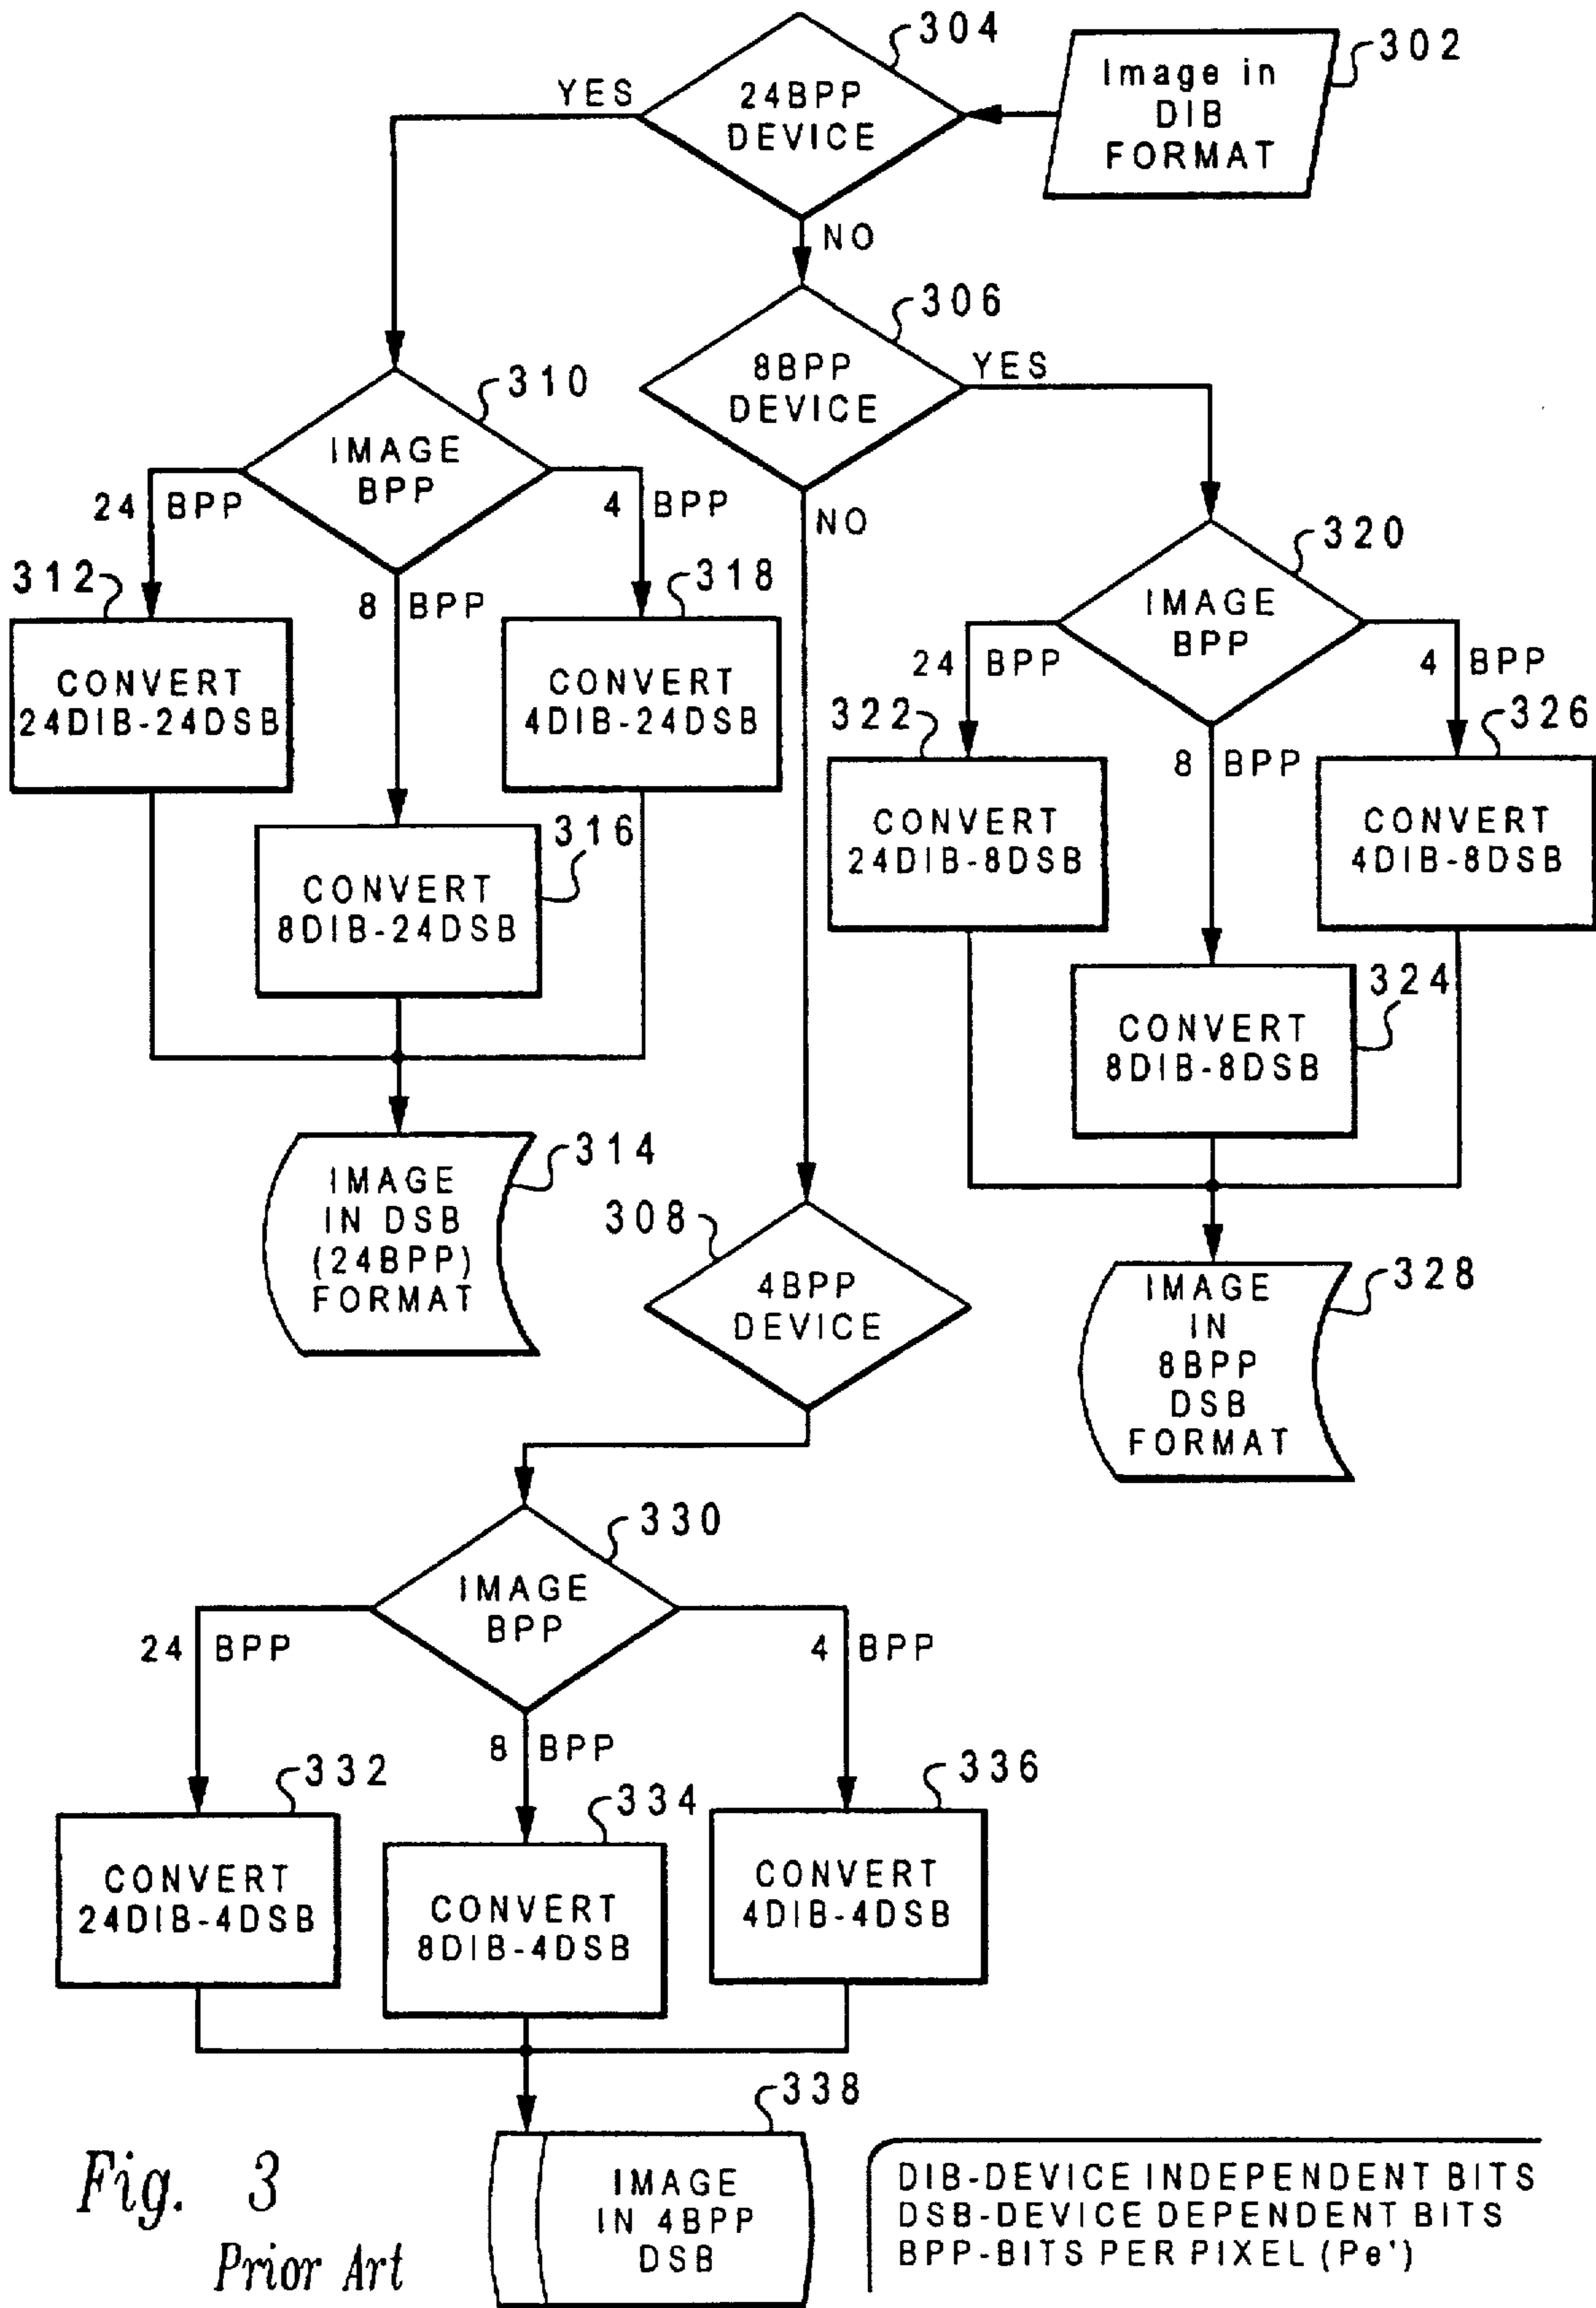 304
302
Image in
DIB
FORMAT
24BPP
DEVICE
YES
NO
306
8BPP
DEVICE
YES
NO
310
IMAGE
BPP
24 BPP
4 BPP
8 BPP
312
CONVERT
24DIB-24DSB
318
CONVERT
4DIB-24DSB
316
CONVERT
8DIB-24DSB
314
IMAGE
IN DSB
(24BPP)
FORMAT
320
IMAGE
BPP
24 BPP
4 BPP
8 BPP
322
CONVERT
24DIB-8DSB
326
CONVERT
4DIB-8DSB
324
CONVERT
8DIB-8DSB
328
IMAGE
IN
8BPP
DSB
FORMAT
308
4BPP
DEVICE
330
IMAGE
BPP
24 BPP
4 BPP
8 BPP
332
CONVERT
24DIB-4DSB
334
CONVERT
8DIB-4DSB
336
CONVERT
4DIB-4DSB
338
IMAGE
IN 4BPP
DSB
Fig. 3
Prior Art
DIB-DEVICE INDEPENDENT BITS
DSB-DEVICE DEPENDENT BITS
BPP-BITS PER PIXEL (Pe')